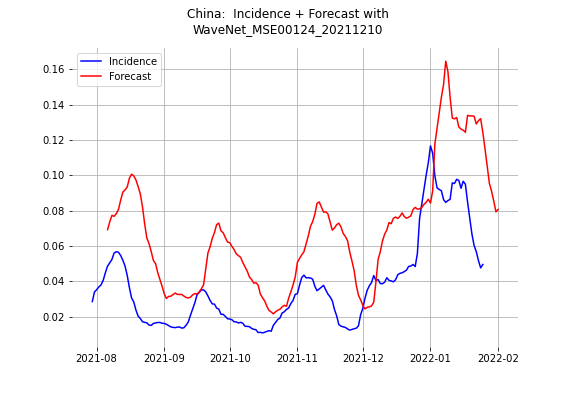 China:  Incidence + Forecast with
WaveNet_MSE00124_20211210
Incidence
Forecast
0.16
0.14
0.12
0.10
0.08
0.06
0.04
0.02
2021-08 2021-09 2021-10 2021-11 2021-12 2022-01 2022-02